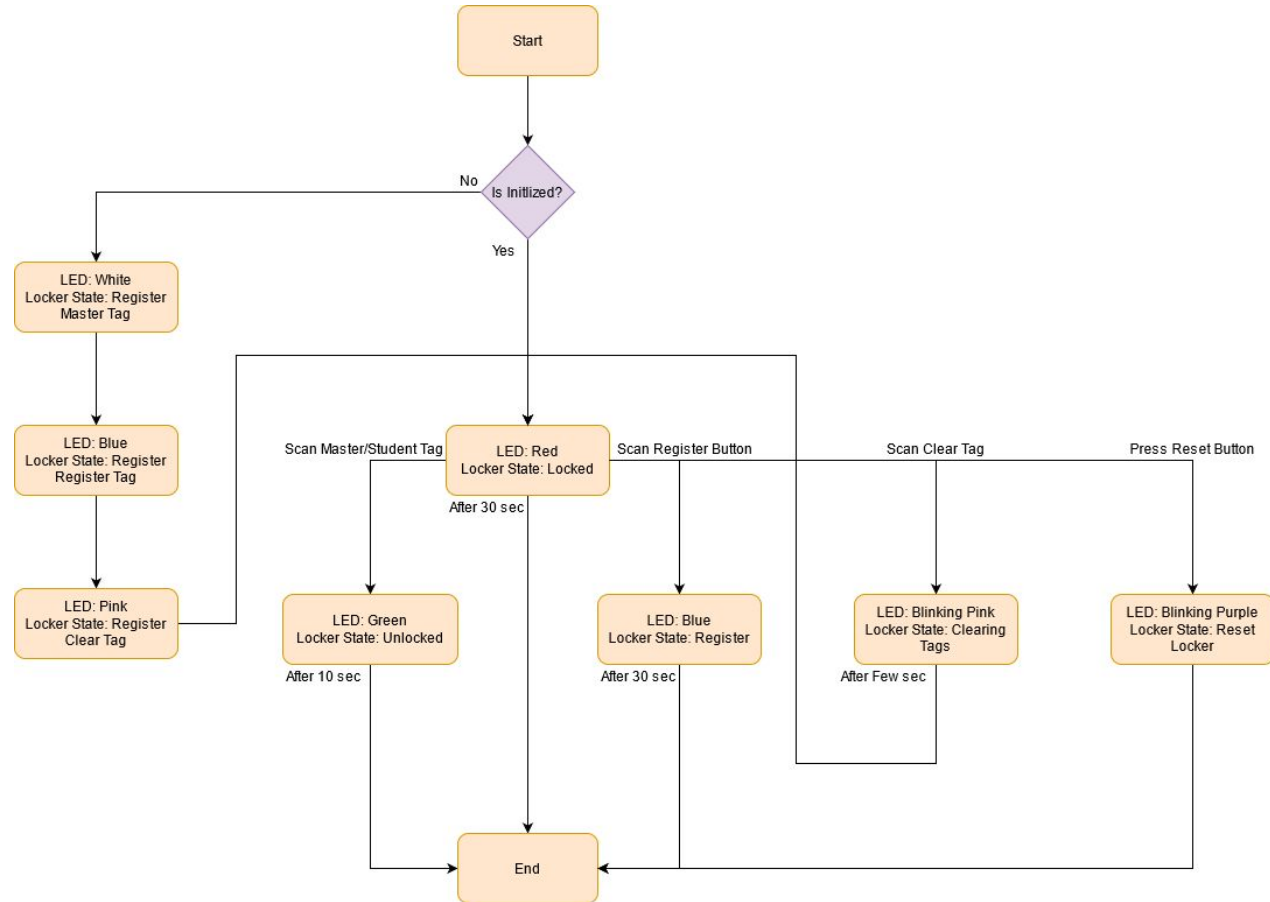 Start
No
Is Initlized?
Yes
LED: White
Locker State: Register
Master Tag
LED: Blue
Locker State: Register
Register Tag
Scan Master/Student Tag
LED: Red
Locker State: Locked
Scan Register Button
Scan Clear Tag
Press Reset Button
After 30 sec
LED: Pink
Locker State: Register
Clear Tag
LED: Green
Locker State: Unlocked
LED: Blue
Locker State: Register
LED: Blinking Pink
Locker State: Clearing
Tags
LED: Blinking Purple
Locker State: Reset
Locker
After 10 sec
After 30 sec
After Few sec
End